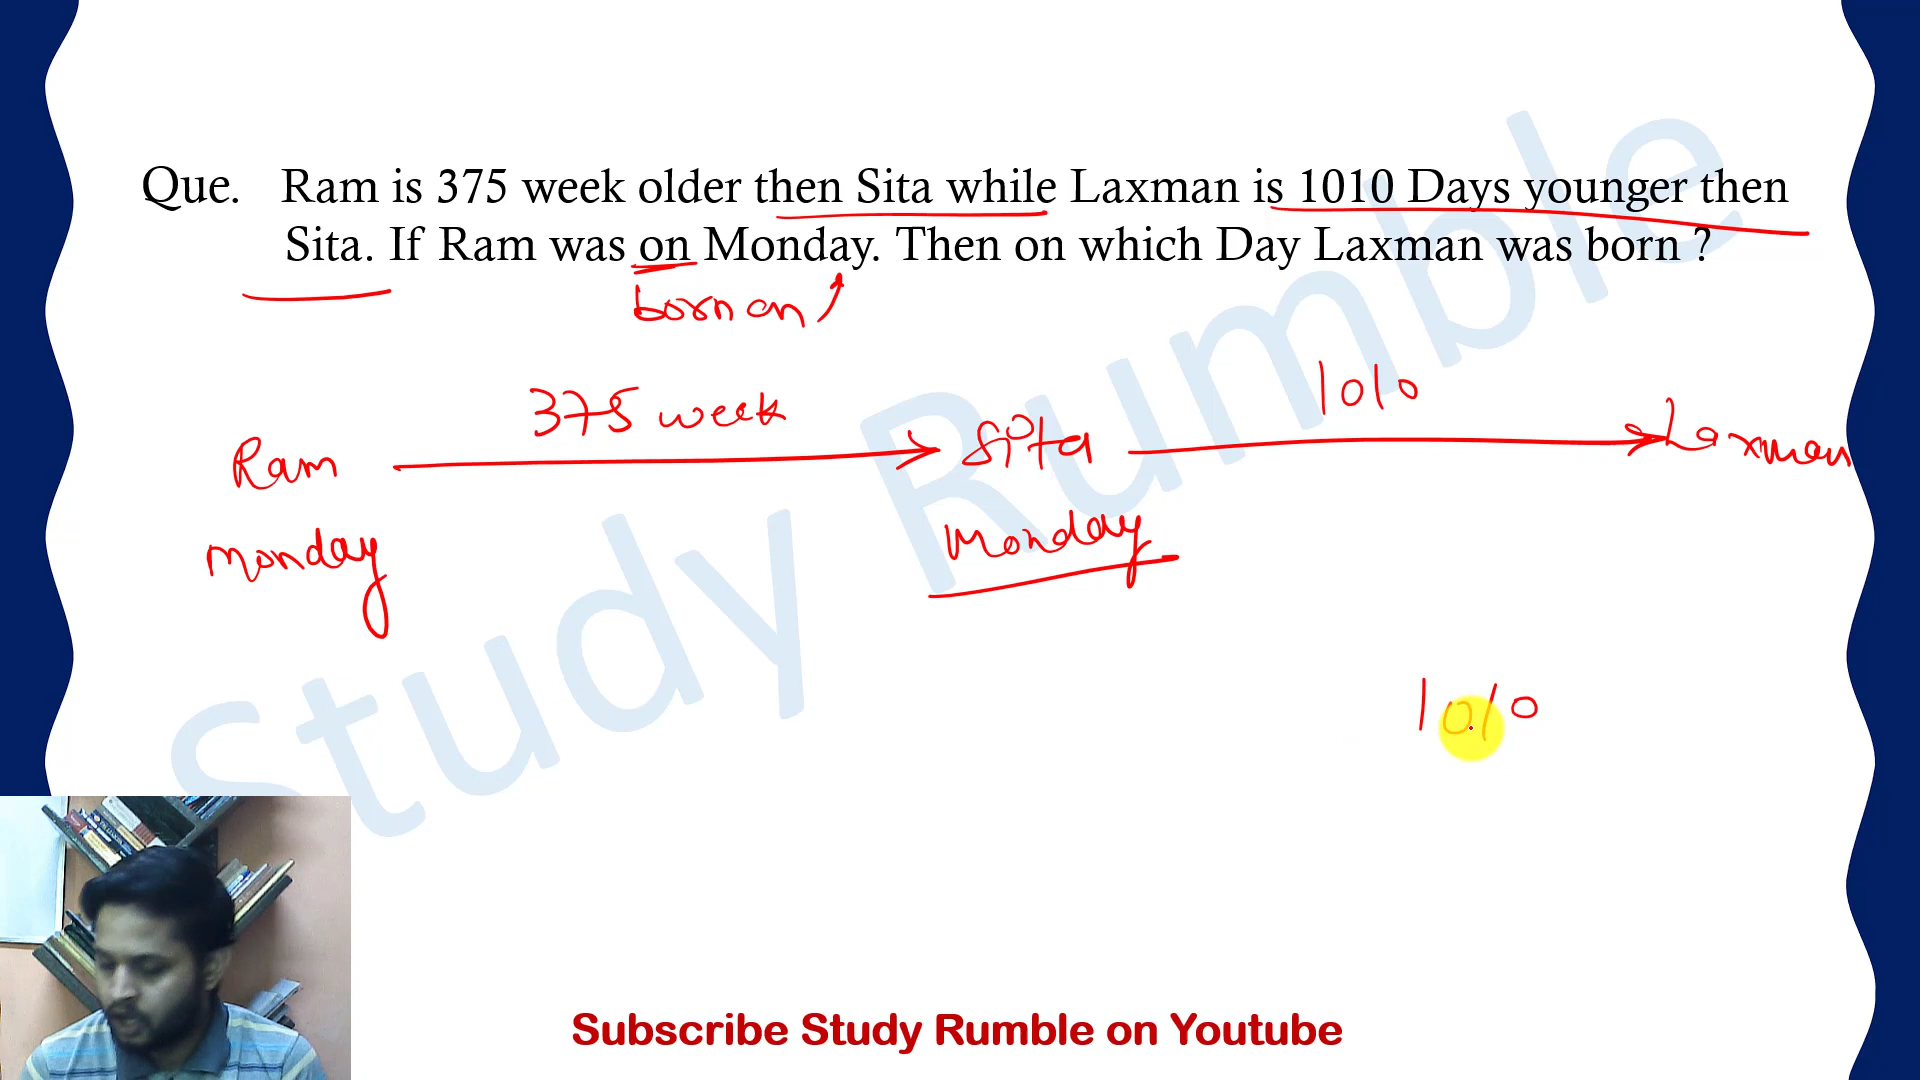 Que. Ram is 375 week older then Sita while Laxman is 1010 Days younger then
Sita. If Ram was on Monday. Then on which Day Laxman was born ?
born on
375 week
1010
Ram
Sita
Laxman
Monday
Monday
1010
Study Rumble
Subscribe Study Rumble on Youtube